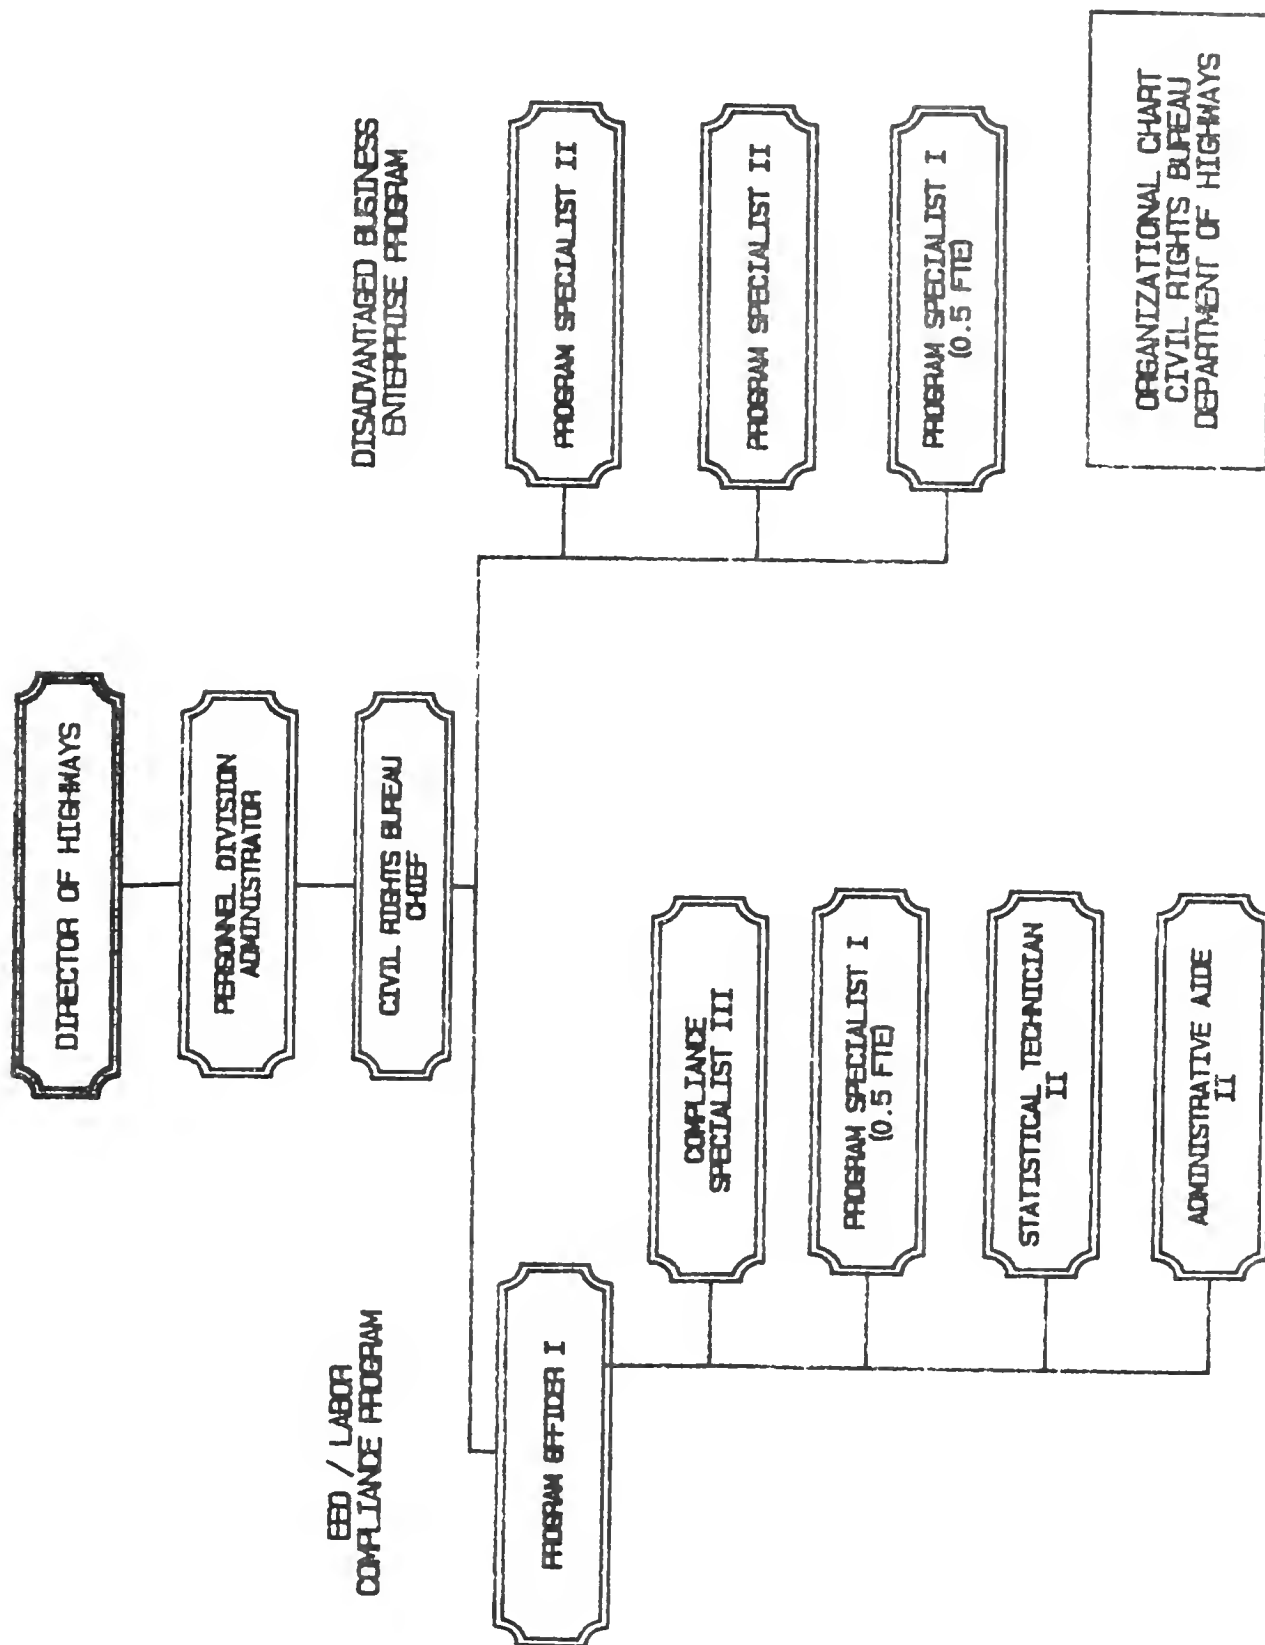 DIRECTOR OF HIGHWAYS
PERSONNEL DIVISION
ADMINISTRATOR
CIVIL RIGHTS BUREAU
CHIEF
EEO / LABOR
COMPLIANCE PROGRAM
PROGRAM OFFICER I
COMPLIANCE
SPECIALIST III
PROGRAM SPECIALIST I
(0.5 FTE)
STATISTICAL TECHNICIAN
II
ADMINISTRATIVE AIDE
II
DISADVANTAGED BUSINESS
ENTERPRISE PROGRAM
PROGRAM SPECIALIST II
PROGRAM SPECIALIST II
PROGRAM SPECIALIST I
(0.5 FTE)
ORGANIZATIONAL CHART
CIVIL RIGHTS BUREAU
DEPARTMENT OF HIGHWAYS